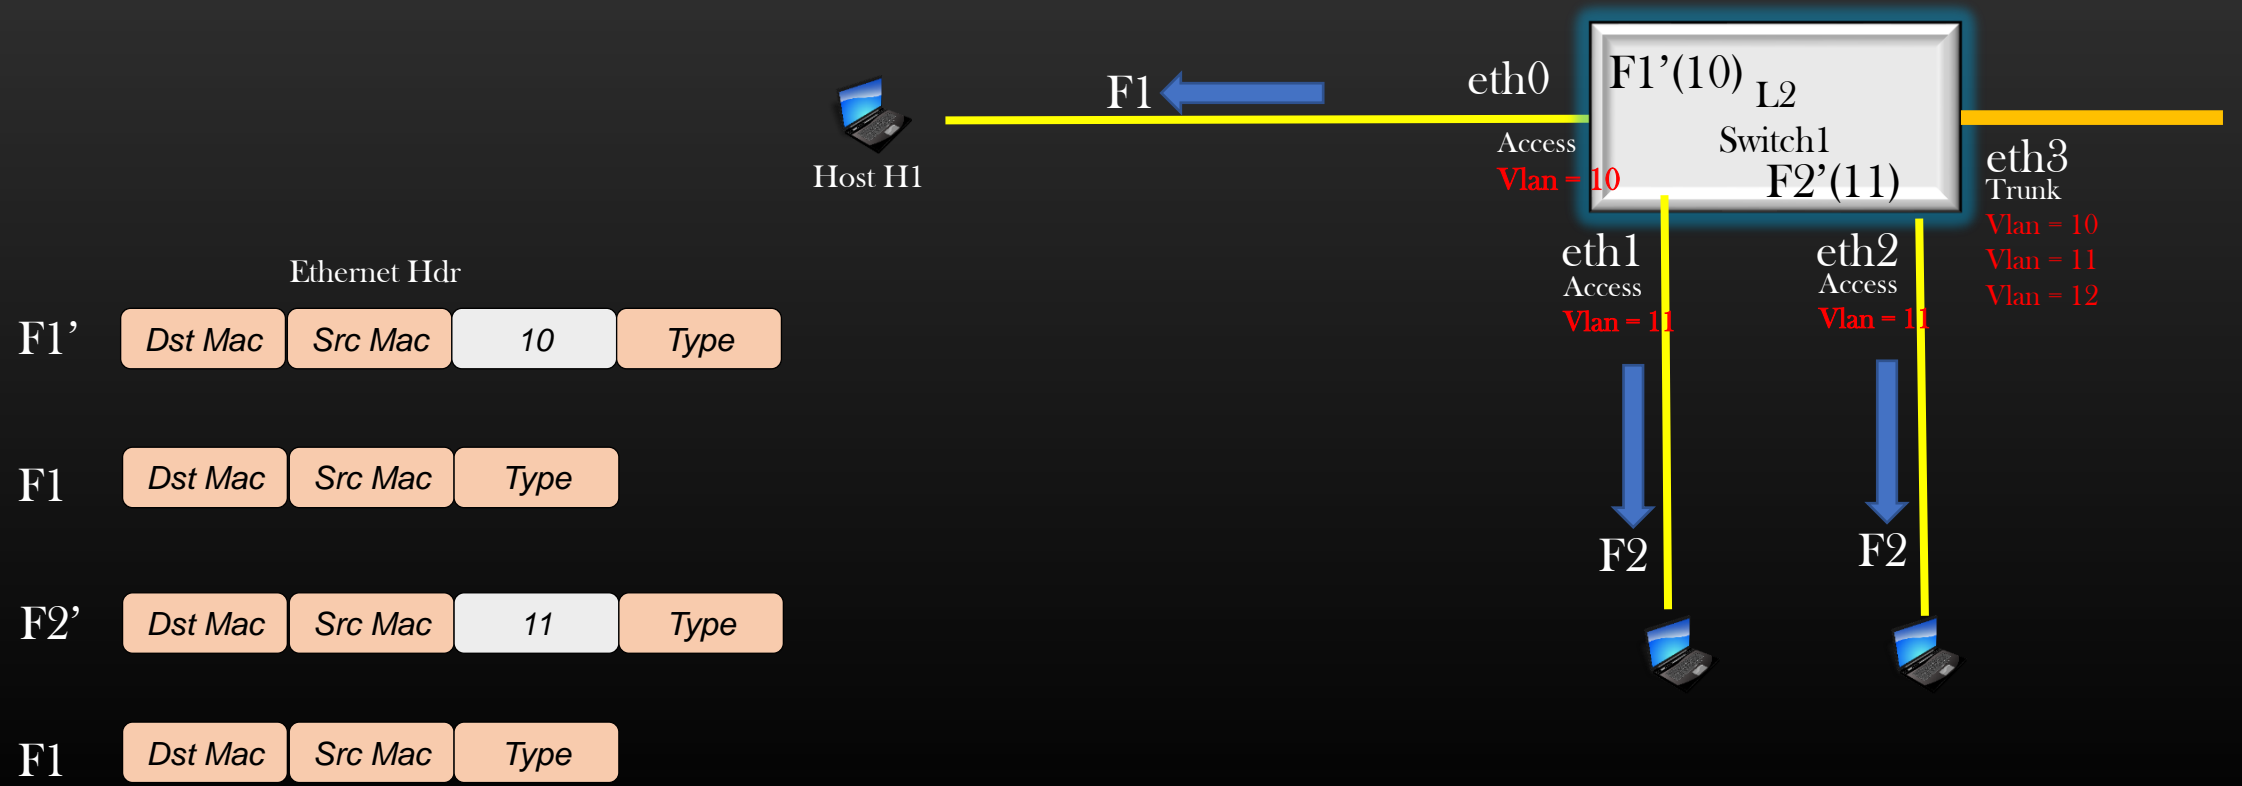 F1
eth0
F1’(10)
L2
Switch1
F2’(11)
Access
Vlan = 10
Host H1
eth3
Trunk
Vlan = 10
Vlan = 11
Vlan = 12
eth1
Access
Vlan = 11
eth2
Access
Vlan = 11
F2
F2
Ethernet Hdr
F1’ Dst Mac Src Mac 10 Type
F1 Dst Mac Src Mac Type
F2’ Dst Mac Src Mac 11 Type
F1 Dst Mac Src Mac Type